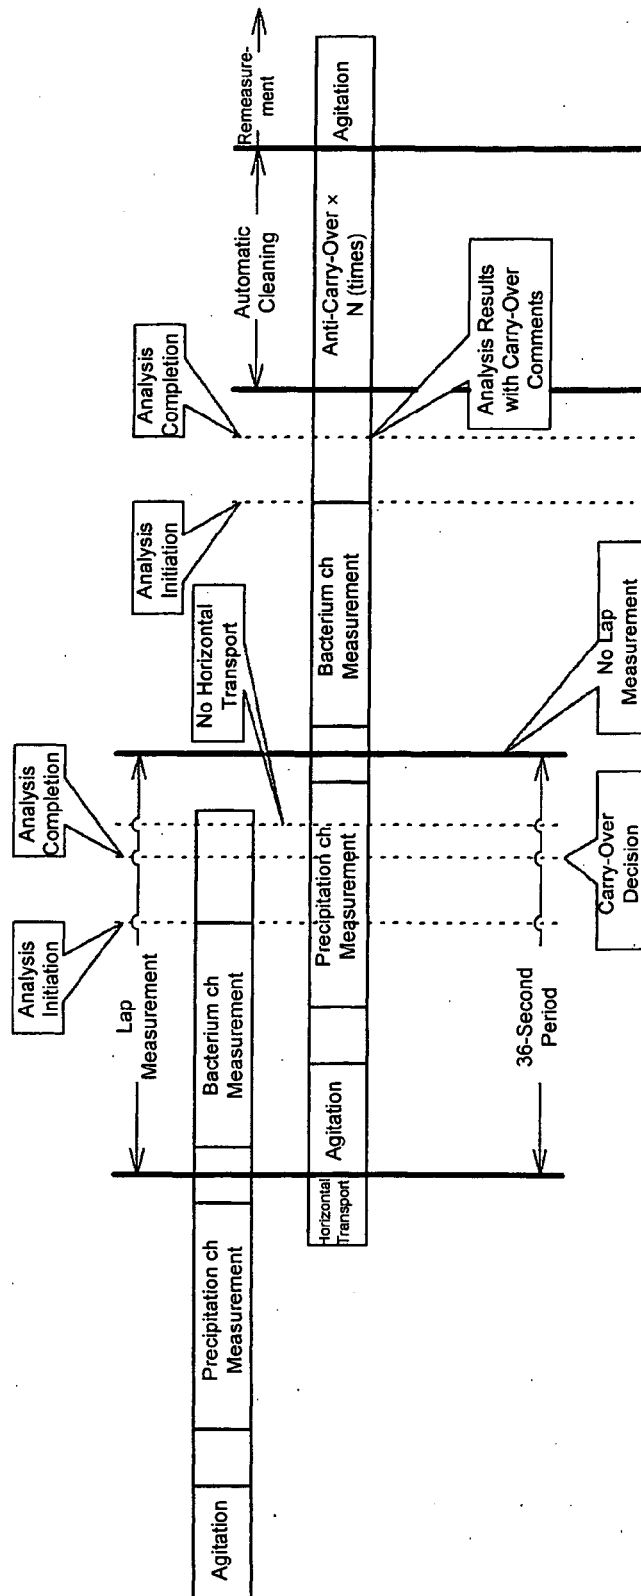 Analysis
Initiation
Analysis
Completion
Lap
Measurement
Agitation
Precipitation ch
Measurement
Bacterium ch
Measurement
No Horizontal
Transport
Analysis
Initiation
Analysis
Completion
Automatic
Cleaning
Remeasure-
ment
Horizontal
Transport
Agitation
Precipitation ch
Measurement
Bacterium ch
Measurement
Anti-Carry-Over ×
N (times)
Agitation
Analysis Results
with Carry-Over
Comments
36-Second
Period
Carry-Over
Decision
No Lap
Measurement